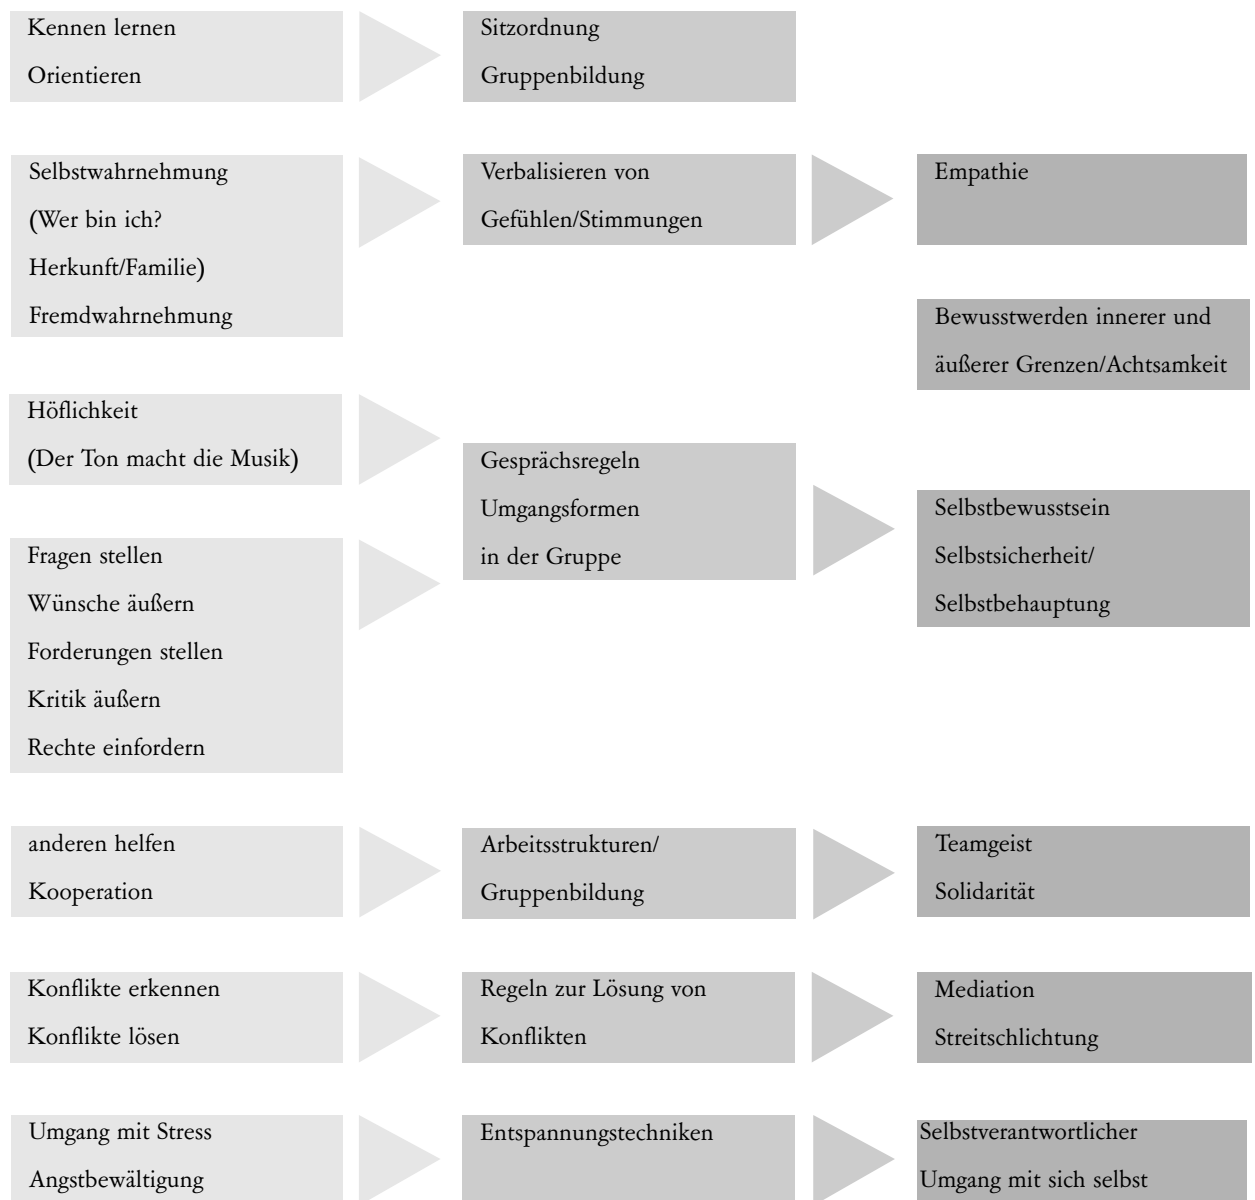 Kennen lernen
Orientieren
Sitzordnung
Gruppenbildung
Selbstwahrnehmung
(Wer bin ich?
Herkunft/Familie)
Fremdwahrnehmung
Verbalisieren von
Gefühlen/Stimmungen
Empathie
Bewusstwerden innerer und
äußerer Grenzen/Achtsamkeit
Höflichkeit
(Der Ton macht die Musik)
Fragen stellen
Wünsche äußern
Forderungen stellen
Kritik äußern
Rechte einfordern
Gesprächsregeln
Umgangsformen
in der Gruppe
Selbstbewusstsein
Selbstsicherheit/
Selbstbehauptung
anderen helfen
Kooperation
Arbeitsstrukturen/
Gruppenbildung
Teamgeist
Solidarität
Konflikte erkennen
Konflikte lösen
Regeln zur Lösung von
Konflikten
Mediation
Streitschlichtung
Umgang mit Stress
Angstbewältigung
Entspannungstechniken
Selbstverantwortlicher
Umgang mit sich selbst